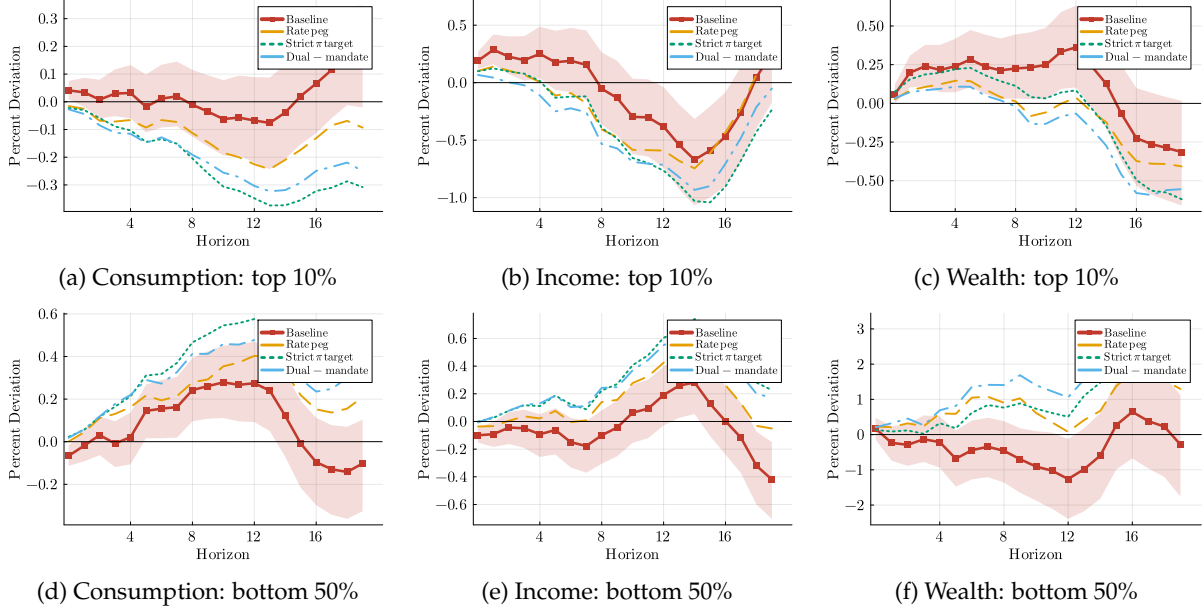 0.3
0.2
0.1
0.0
−0.1
−0.2
−0.3
Percent Deviation
4
8
12
16
Horizon
Baseline
Rate peg
Strict π target
Dual − mandate
(a) Consumption: top 10%
0.5
0.0
−0.5
−1.0
Percent Deviation
4
8
12
16
Horizon
Baseline
Rate peg
Strict π target
Dual − mandate
(b) Income: top 10%
0.50
0.25
0.00
−0.25
−0.50
Percent Deviation
4
8
12
16
Horizon
Baseline
Rate peg
Strict π target
Dual − mandate
(c) Wealth: top 10%
0.6
0.4
0.2
0.0
−0.2
Percent Deviation
4
8
12
16
Horizon
Baseline
Rate peg
Strict π target
Dual − mandate
(d) Consumption: bottom 50%
0.6
0.4
0.2
0.0
−0.2
−0.4
−0.6
Percent Deviation
4
8
12
16
Horizon
Baseline
Rate peg
Strict π target
Dual − mandate
(e) Income: bottom 50%
3
2
1
0
−1
−2
Percent Deviation
4
8
12
16
Horizon
Baseline
Rate peg
Strict π target
Dual − mandate
(f) Wealth: bottom 50%